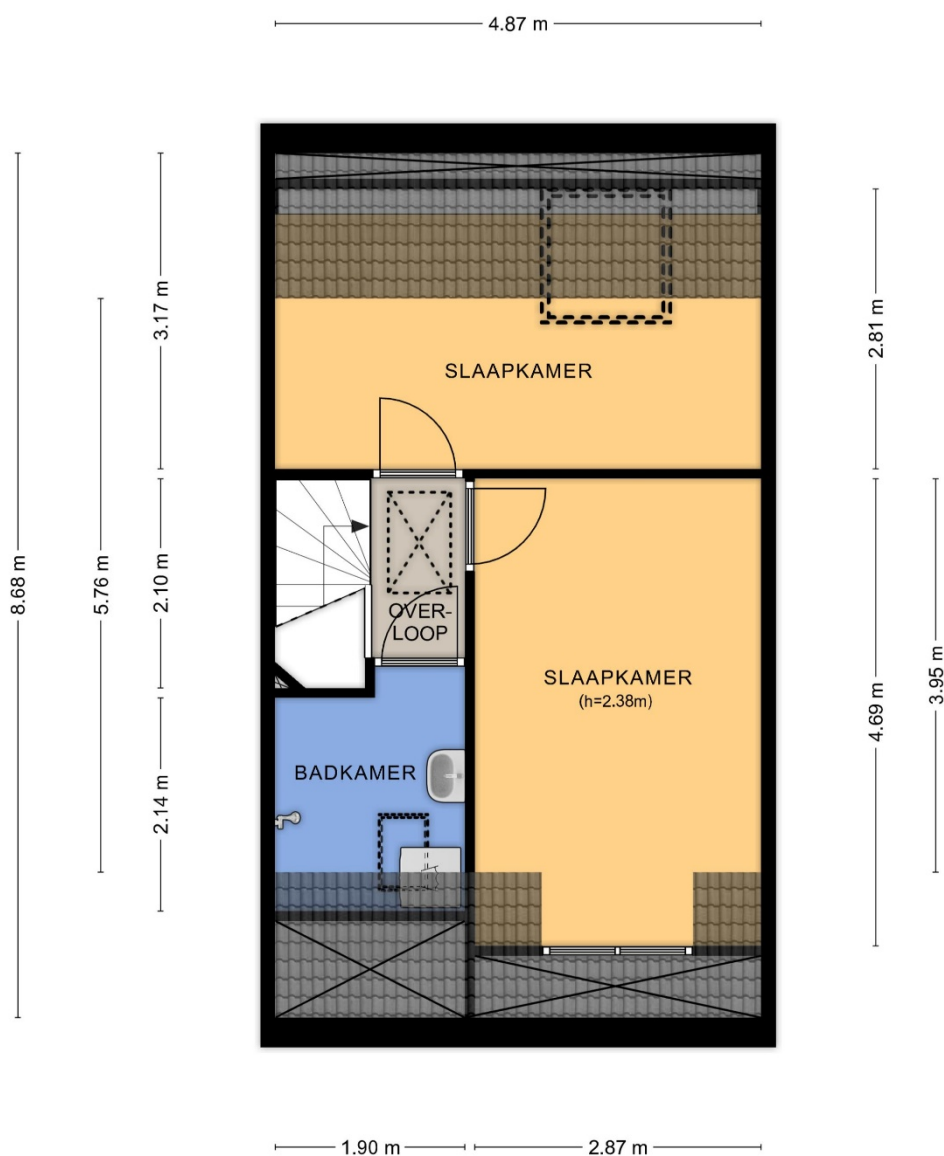 4.87 m
3.17 m
2.81 m
SLAAPKAMER
8.68 m
5.76 m
2.10 m
OVER-
LOOP
SLAAPKAMER
(h=2.38m)
4.69 m
3.95 m
BADKAMER
2.14 m
1.90 m
2.87 m